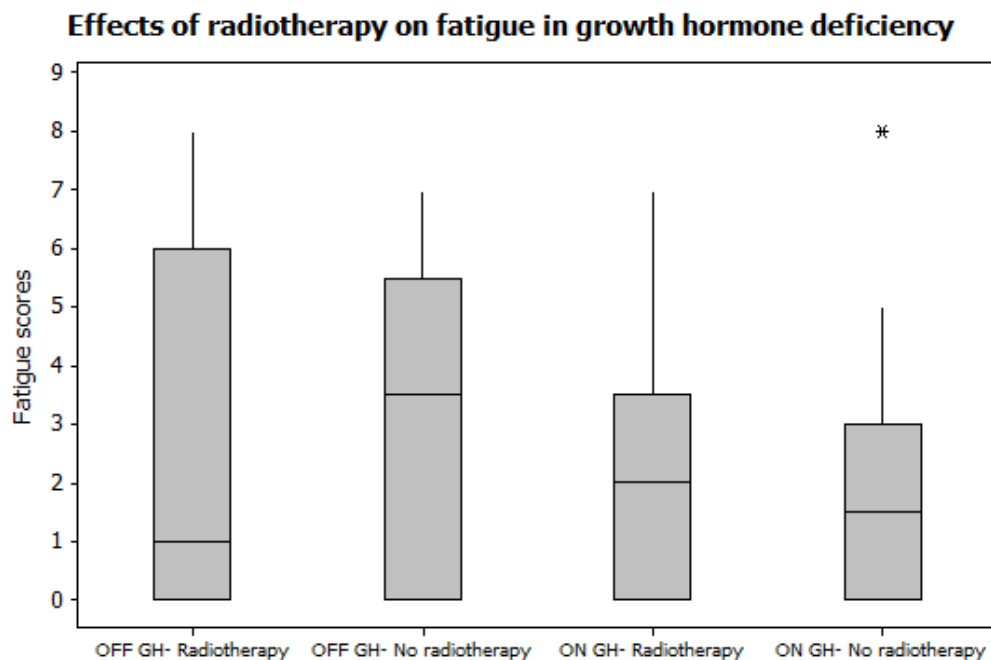 Effects of radiotherapy on fatigue in growth hormone deficiency
Fatigue scores
9
8
7
6
5
4
3
2
1
0
OFF GH- Radiotherapy
OFF GH- No radiotherapy
ON GH- Radiotherapy
ON GH- No radiotherapy